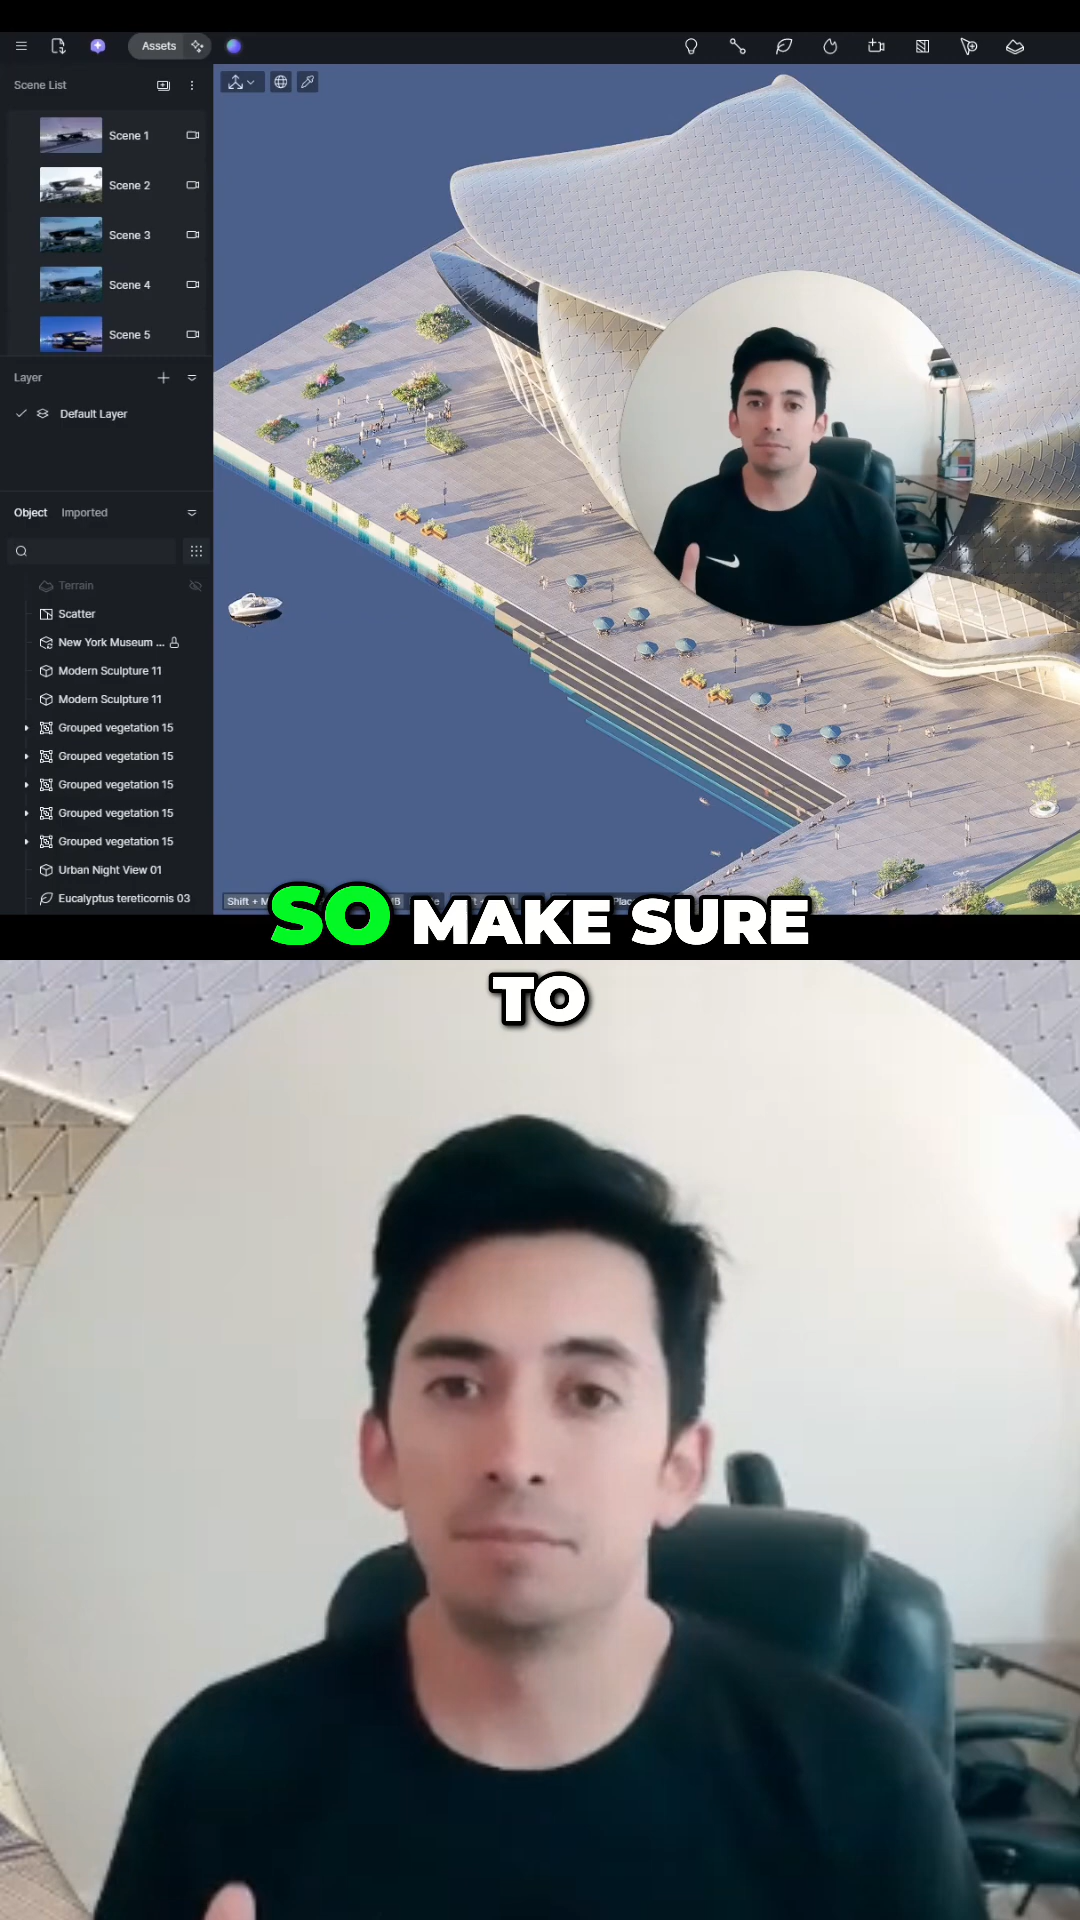 Assets
Scene List
Scene 1
Scene 2
Scene 3
Scene 4
Scene 5
Layer
Default Layer
Object Imported
Terrain
Scatter
New York Museum ...
Modern Sculpture 11
Modern Sculpture 11
Grouped vegetation 15
Grouped vegetation 15
Grouped vegetation 15
Grouped vegetation 15
Grouped vegetation 15
Urban Night View 01
Eucalyptus tereticornis 03
Shift +
SO MAKE SURE
TO